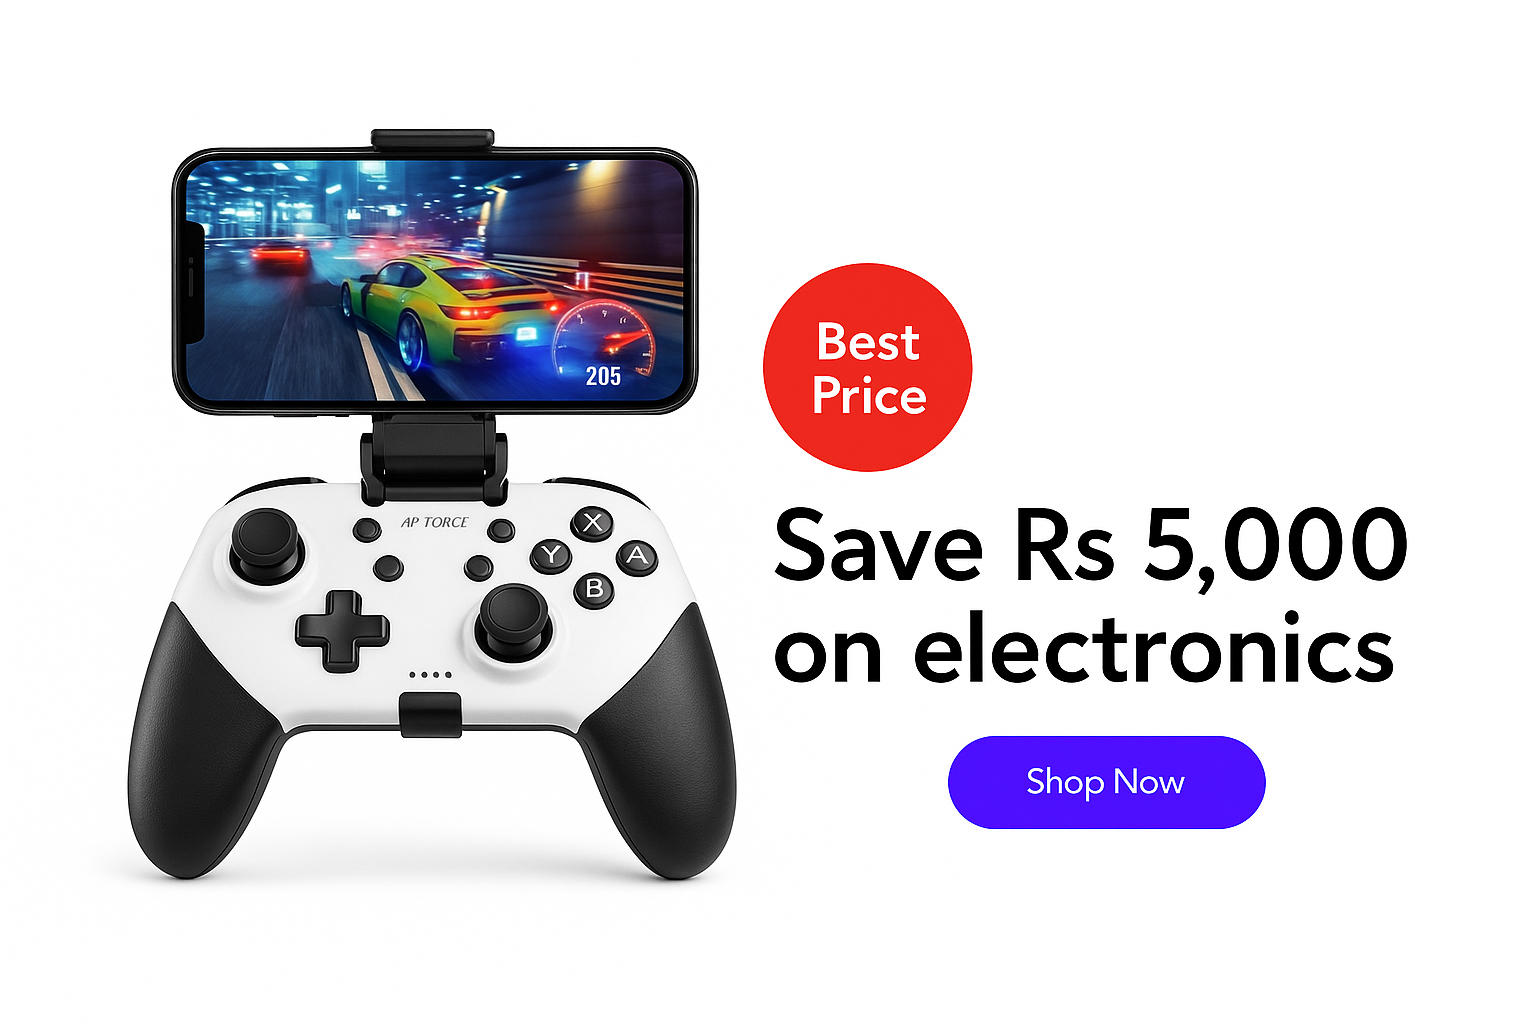 205
AP TORCE
X
Y
A
B
Best
Price
Save Rs 5,000
on electronics
Shop Now